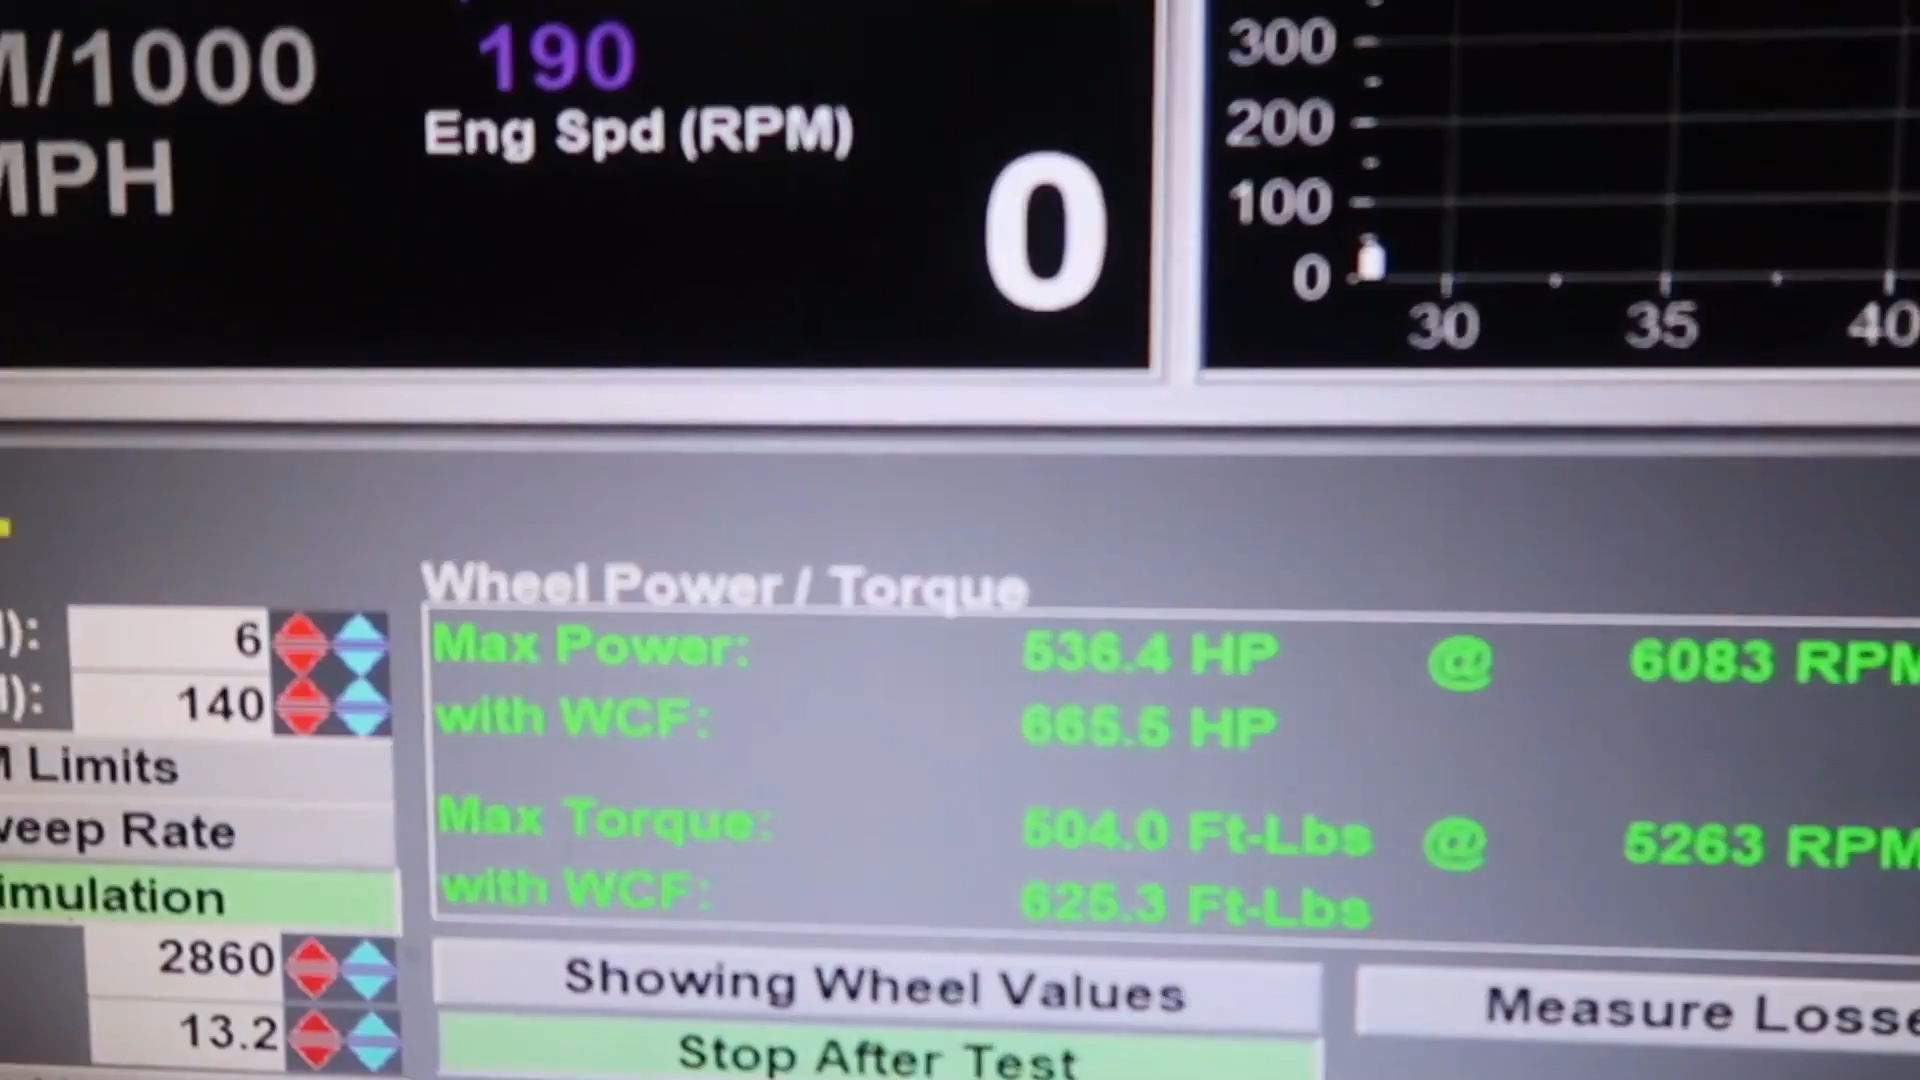 M/1000
190
Eng Spd (RPM)
MPH
0
300
200
100
0
30
35
40
Wheel Power / Torque
6
140
Limits
Rate
2860
13.2
Max Power: 536.4 HP @ 6083 RPM
with WCF: 665.5 HP
Max Torque: 504.0 Ft-Lbs @ 5263 RPM
with WCF: 625.3 Ft-Lbs
Showing Wheel Values
Measure Losse
Stop After Test